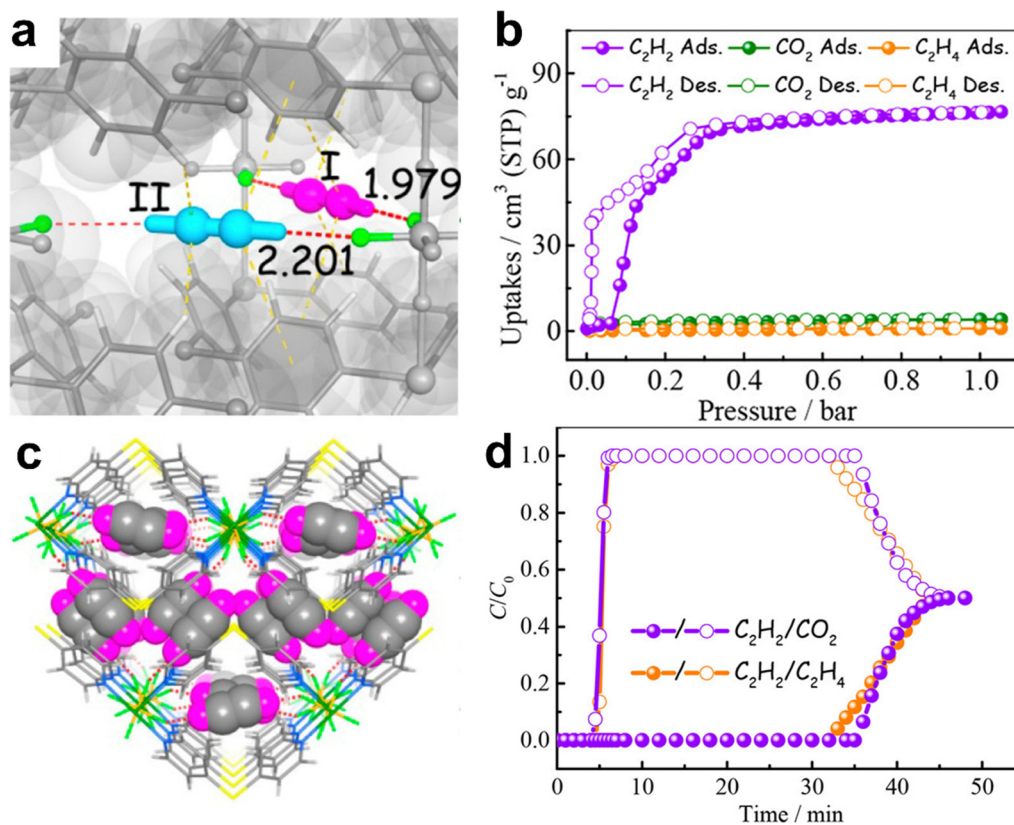 a
II
I
1.979
2.201
b
C₂H₂ Ads. CO₂ Ads. C₂H₄ Ads.
C₂H₂ Des. CO₂ Des. C₂H₄ Des.
90
60
30
0
Uptakes / cm³ (STP) g⁻¹
0.0 0.2 0.4 0.6 0.8 1.0
Pressure / bar
c
d
1.0
0.8
0.6
0.4
0.2
0.0
C/C₀
/ C₂H₂/CO₂
/ C₂H₂/C₂H₄
0 10 20 30 40 50
Time / min